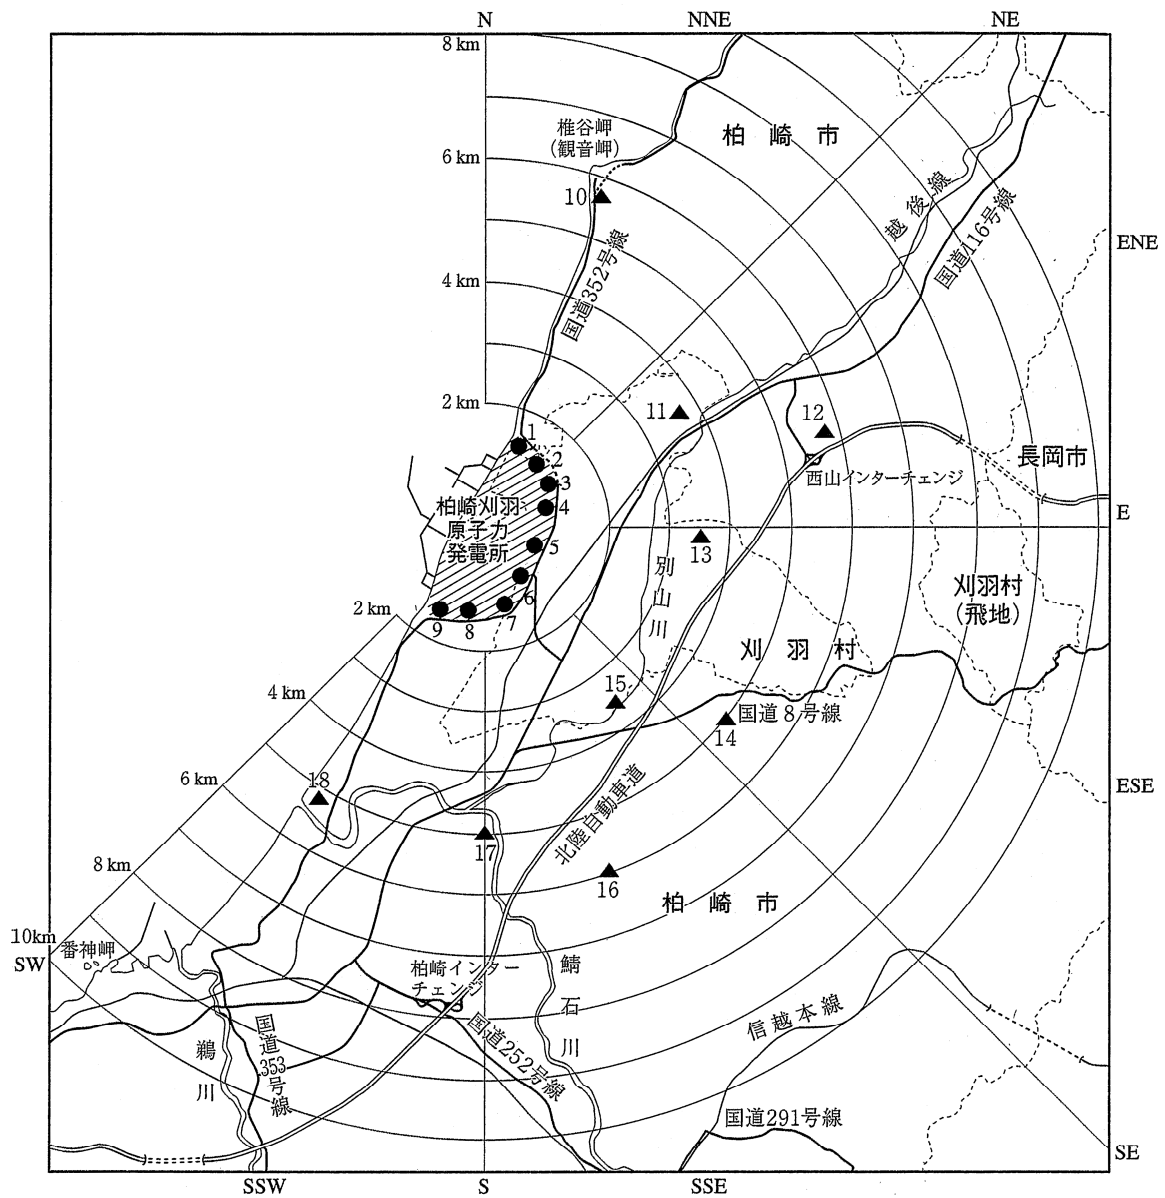 N
NNE
NE
8 km
椎谷岬
(観音岬)
柏崎市
6 km
10
越後線
国道116号線
ENE
国道352号線
4 km
2 km
11
12
1
2
3
4
5
6
7
8
9
長岡市
西山インターチェンジ
柏崎刈羽
原子力
発電所
E
13
別山川
刈羽村
(飛地)
2 km
刈羽村
4 km
15
国道8号線
14
6 km
18
ESE
北陸自動車道
17
16
8 km
柏崎市
10km
SW
番神岬
柏崎インター
チェンジ
鯖石川
信越本線
国道252号線
国道353号線
鵜川
国道291号線
SE
SSW
S
SSE